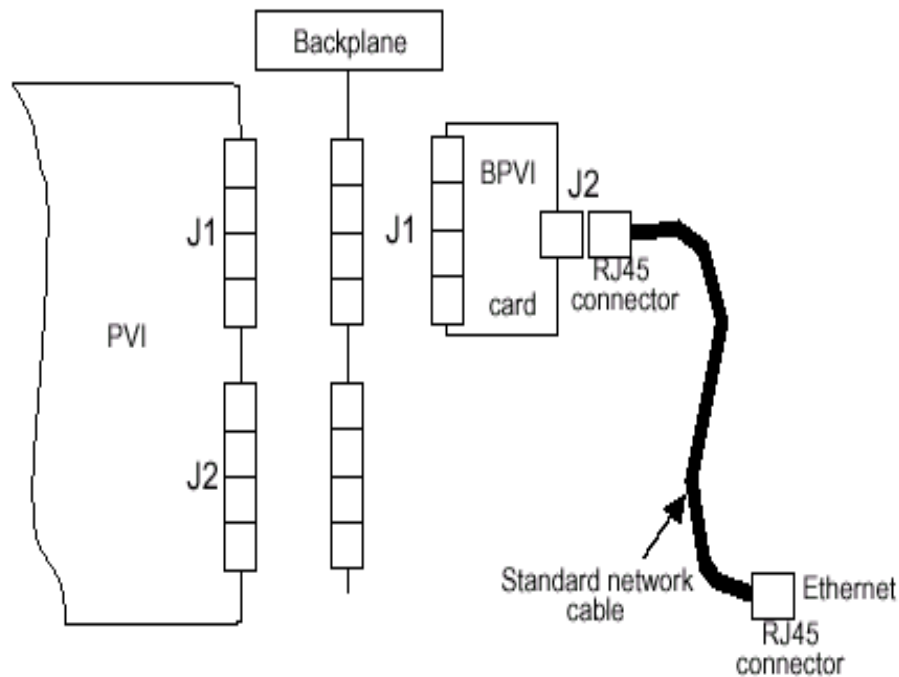 Backplane
BPVI
J2
J1
J1
RJ45
connector
card
PVI
J2
Standard network
cable
Ethernet
RJ45
connector